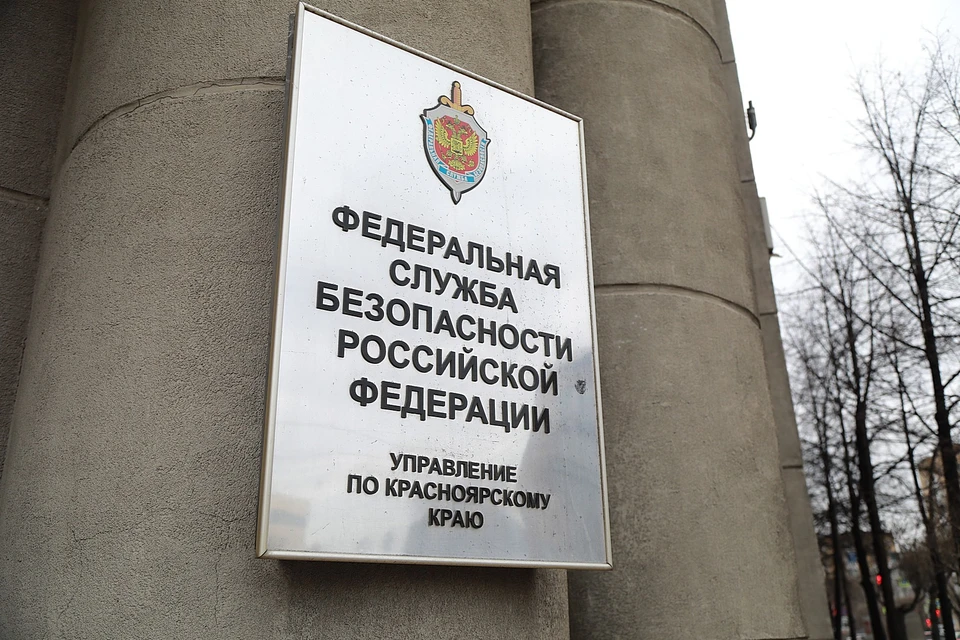 ФЕДЕРАЛЬНАЯ
СЛУЖБА
БЕЗОПАСНОСТИ
РОССИЙСКОЙ
ФЕДЕРАЦИИ
УПРАВЛЕНИЕ
ПО КРАСНОЯРСКОМУ
КРАЮ